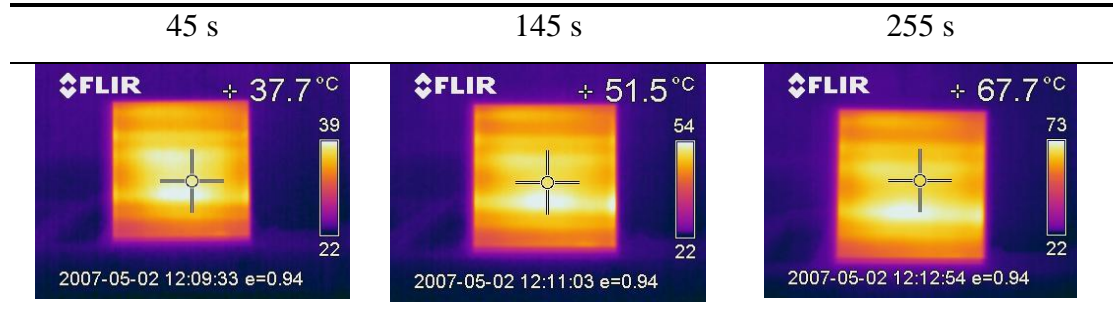 45 s 145 s 255 s
FLIR 37.7 °C
39
22
2007-05-02 12:09:33 e=0.94
FLIR 51.5 °C
54
22
2007-05-02 12:11:03 e=0.94
FLIR 67.7 °C
73
22
2007-05-02 12:12:54 e=0.94